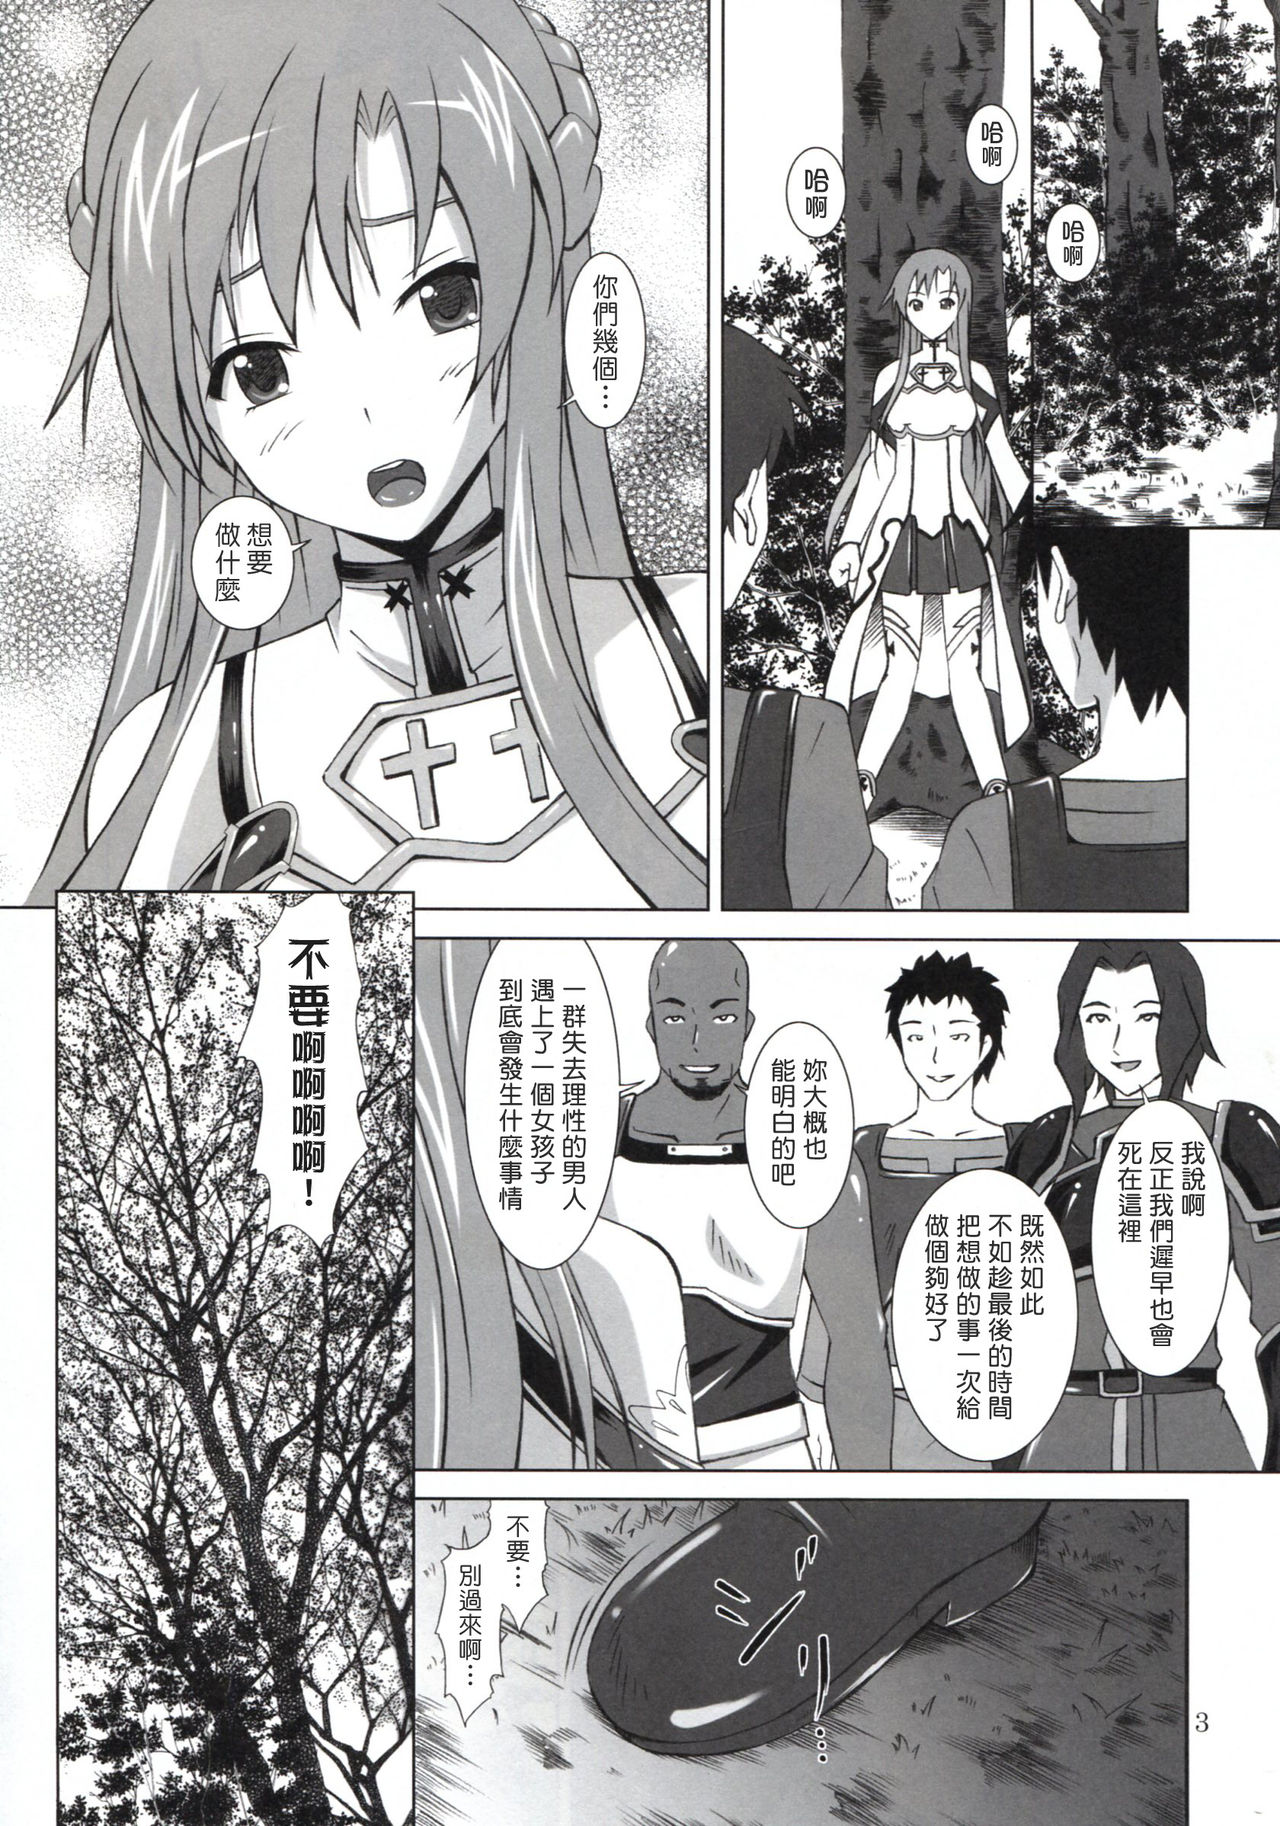 哈啊
哈啊
哈啊
你們幾個…
想要
做什麼
我說啊
反正我們遲早也會
死在這裡
既然如此
不如趁最後的時間
把想做的事一次給
做個夠好了
妳大概也
能明白的吧
一群失去理性的男人
遇上了一個女孩子
到底會發生什麼事情
不要…
別過來啊…
不要啊啊啊啊啊！
3